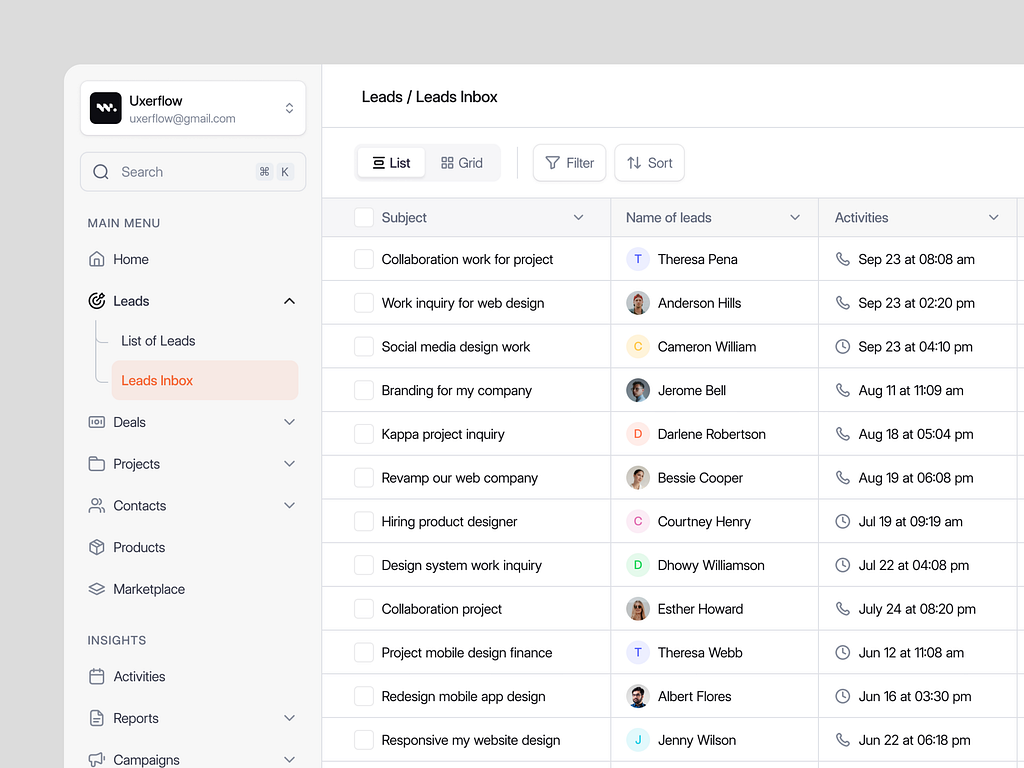 Uxerflow
uxerflow@gmail.com
Search ⌘ K
MAIN MENU
Home
Leads
List of Leads
Leads Inbox
Deals
Projects
Contacts
Products
Marketplace
INSIGHTS
Activities
Reports
Campaigns
Leads / Leads Inbox
List Grid Filter Sort
Subject Name of leads Activities
Collaboration work for project T Theresa Pena Sep 23 at 08:08 am
Work inquiry for web design Anderson Hills Sep 23 at 02:20 pm
Social media design work C Cameron William Sep 23 at 04:10 pm
Branding for my company Jerome Bell Aug 11 at 11:09 am
Kappa project inquiry D Darlene Robertson Aug 18 at 05:04 pm
Revamp our web company Bessie Cooper Aug 19 at 06:08 pm
Hiring product designer C Courtney Henry Jul 19 at 09:19 am
Design system work inquiry D Dhowy Williamson Jul 22 at 04:08 pm
Collaboration project Esther Howard July 24 at 08:20 pm
Project mobile design finance T Theresa Webb Jun 12 at 11:08 am
Redesign mobile app design Albert Flores Jun 16 at 03:30 pm
Responsive my website design J Jenny Wilson Jun 22 at 06:18 pm